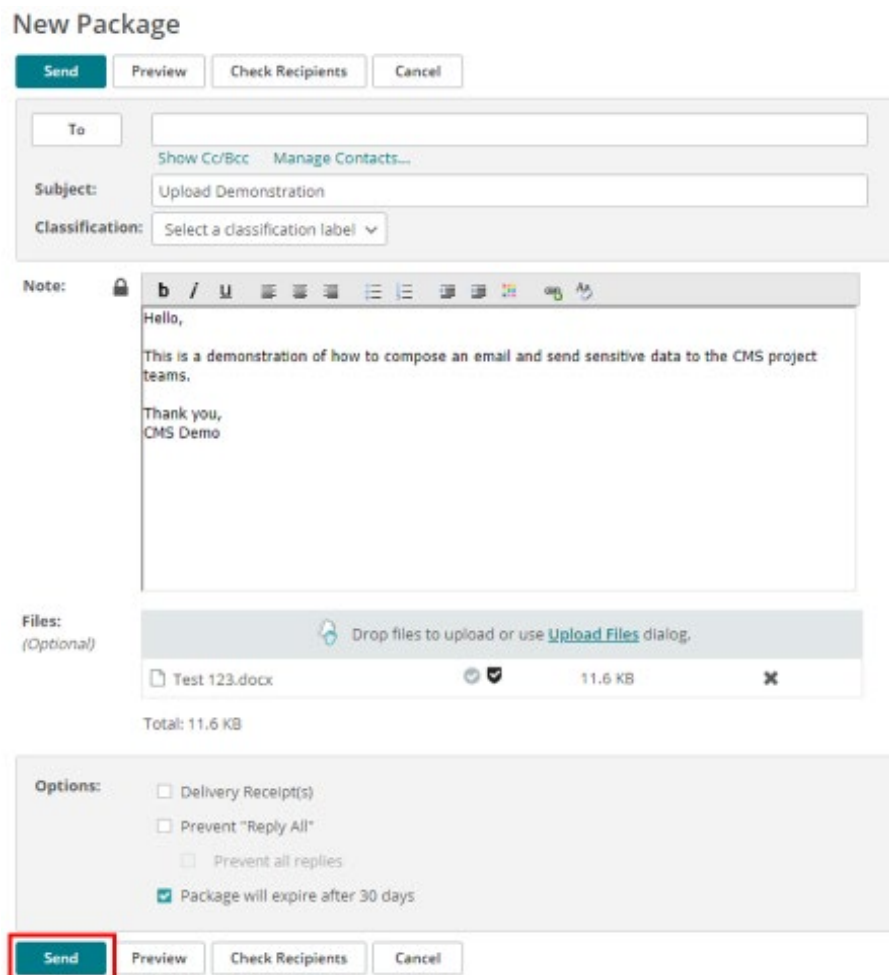 New Package
Send Preview Check Recipients Cancel
To
Show Cc/Bcc Manage Contacts...
Subject: Upload Demonstration
Classification: Select a classification label
Note: b i u
Hello,
This is a demonstration of how to compose an email and send sensitive data to the CMS project
teams.
Thank you,
CMS Demo
Files:
(Optional)
Drop files to upload or use Upload Files dialog.
Test 123.docx 11.6 KB
Total: 11.6 KB
Options:
Delivery Receipt(s)
Prevent "Reply All"
Prevent all replies
Package will expire after 30 days
Send Preview Check Recipients Cancel